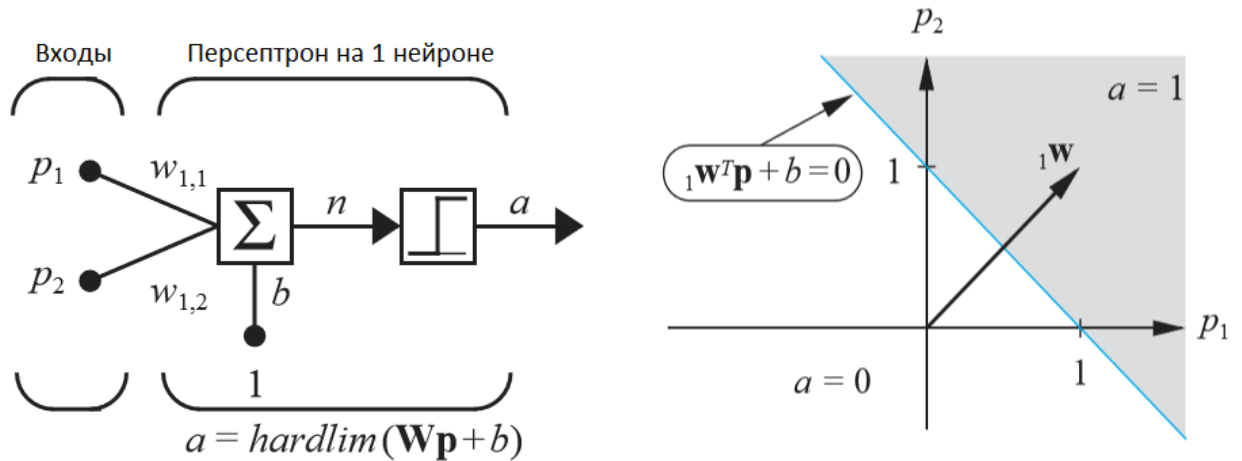 Входы
Персептрон на 1 нейроне
p₁
w₁,₁
Σ
n
a
p₂
w₁,₂
b
1
a = hardlim(Wp + b)
p₂
a = 1
₁wᵀp + b = 0
1
₁w
p₁
a = 0
1